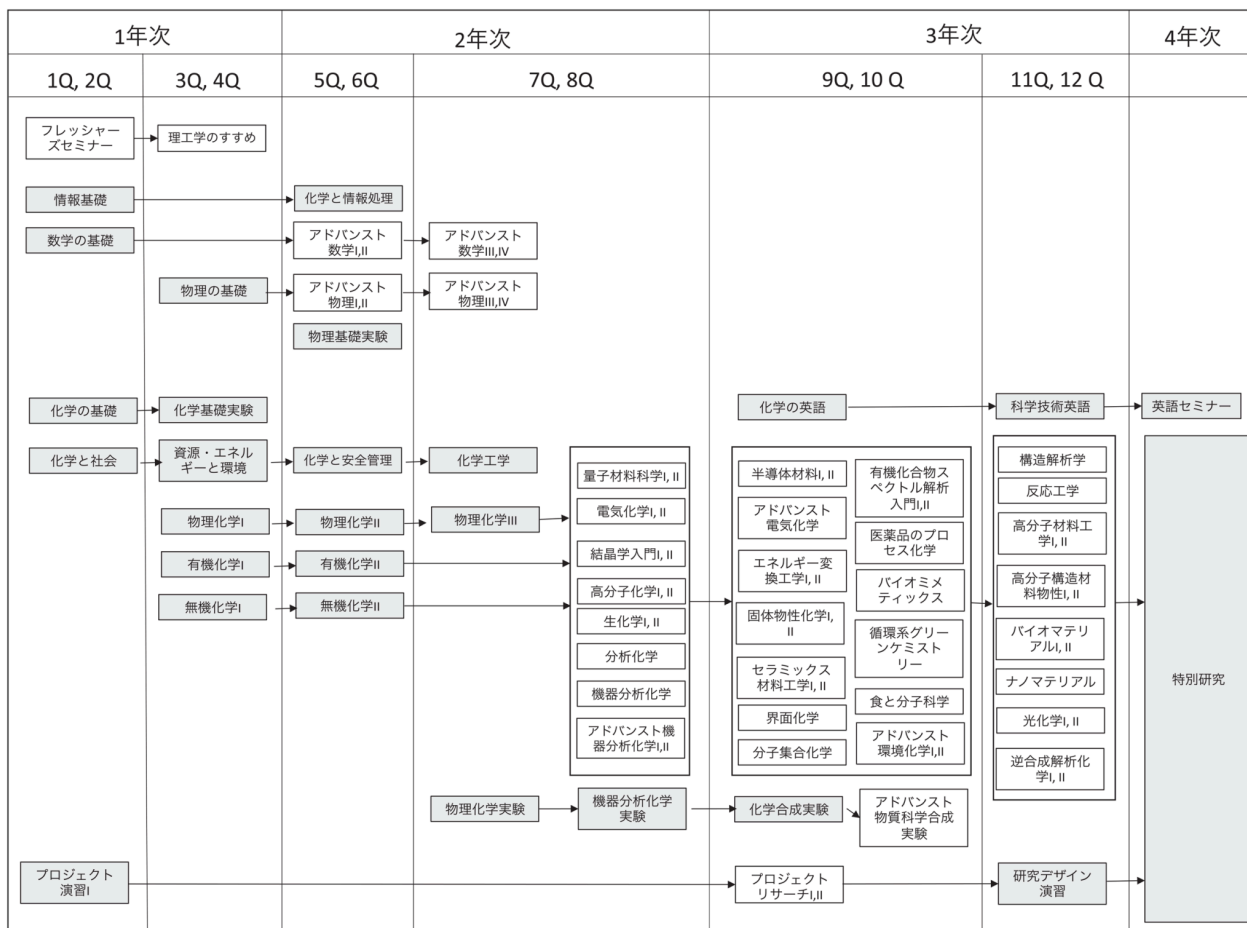 1年次
2年次
3年次
4年次
1Q, 2Q
3Q, 4Q
5Q, 6Q
7Q, 8Q
9Q, 10 Q
11Q, 12 Q
フレッシャー
ズセミナー
理工学のすすめ
情報基礎
化学と情報処理
数学の基礎
アドバンスト
数学I,II
アドバンスト
数学III,IV
物理の基礎
アドバンスト
物理I,II
アドバンスト
物理III,IV
物理基礎実験
化学の基礎
化学基礎実験
化学の英語
科学技術英語
英語セミナー
化学と社会
資源・エネル
ギーと環境
化学と安全管理
化学工学
物理化学I
物理化学II
物理化学III
有機化学I
有機化学II
無機化学I
無機化学II
量子材料科学I, II
電気化学I, II
結晶学入門I, II
高分子化学I, II
生化学I, II
分析化学
機器分析化学
アドバンスト機
器分析化学I,II
半導体材料I, II
アドバンスト
電気化学
エネルギー変
換工学I, II
固体物性化学I,
II
セラミックス
材料工学I, II
界面化学
分子集合化学
有機化合物ス
ペクトル解析
入門I,II
医薬品のプロ
セス化学
バイオミメ
ティックス
循環系グリー
ンケミスト
リー
食と分子科学
アドバンスト
環境化学I,II
構造解析学
反応工学
高分子材料工
学I, II
高分子構造材
料物性I, II
バイオマテリ
アルI, II
ナノマテリアル
光化学I, II
逆合成解析化
学I, II
特別研究
物理化学実験
機器分析化学
実験
化学合成実験
アドバンスト
物質科学合成
実験
プロジェクト
演習I
プロジェクト
リサーチI,II
研究デザイン
演習